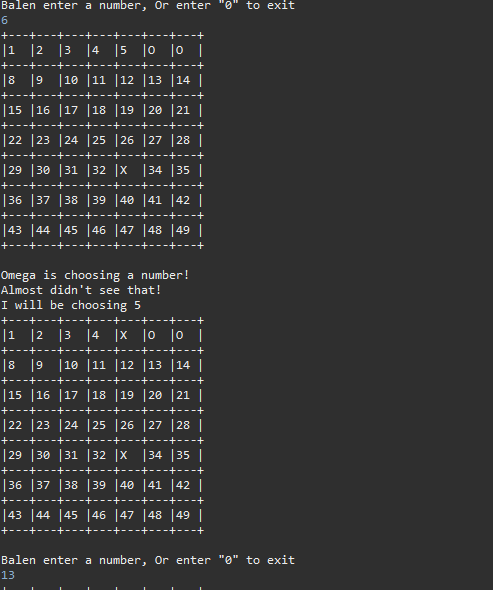 Balen enter a number, Or enter "0" to exit
6
+---+---+---+---+---+---+---+
|1  |2  |3  |4  |5  |O  |O  |
+---+---+---+---+---+---+---+
|8  |9  |10 |11 |12 |13 |14 |
+---+---+---+---+---+---+---+
|15 |16 |17 |18 |19 |20 |21 |
+---+---+---+---+---+---+---+
|22 |23 |24 |25 |26 |27 |28 |
+---+---+---+---+---+---+---+
|29 |30 |31 |32 |X  |34 |35 |
+---+---+---+---+---+---+---+
|36 |37 |38 |39 |40 |41 |42 |
+---+---+---+---+---+---+---+
|43 |44 |45 |46 |47 |48 |49 |
+---+---+---+---+---+---+---+
Omega is choosing a number!
Almost didn't see that!
I will be choosing 5
+---+---+---+---+---+---+---+
|1  |2  |3  |4  |X  |O  |O  |
+---+---+---+---+---+---+---+
|8  |9  |10 |11 |12 |13 |14 |
+---+---+---+---+---+---+---+
|15 |16 |17 |18 |19 |20 |21 |
+---+---+---+---+---+---+---+
|22 |23 |24 |25 |26 |27 |28 |
+---+---+---+---+---+---+---+
|29 |30 |31 |32 |X  |34 |35 |
+---+---+---+---+---+---+---+
|36 |37 |38 |39 |40 |41 |42 |
+---+---+---+---+---+---+---+
|43 |44 |45 |46 |47 |48 |49 |
+---+---+---+---+---+---+---+
Balen enter a number, Or enter "0" to exit
13